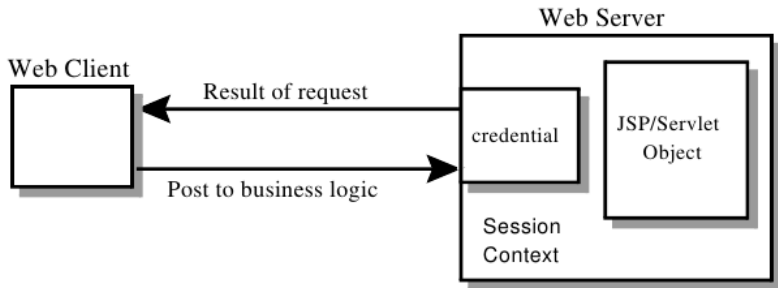 Web Server
Web Client
Result of request
credential
JSP/Servlet
Object
Post to business logic
Session
Context